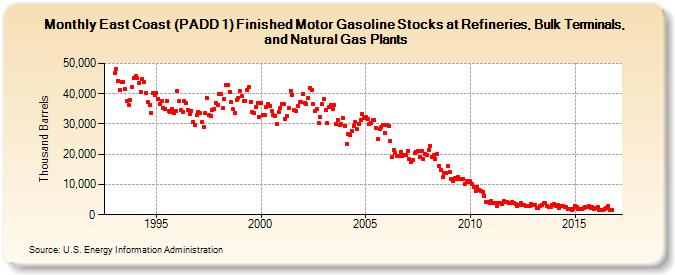 Monthly East Coast (PADD 1) Finished Motor Gasoline Stocks at Refineries, Bulk Terminals,
and Natural Gas Plants
Thousand Barrels
50,000
40,000
30,000
20,000
10,000
0
1995
2000
2005
2010
2015
Source: U.S. Energy Information Administration